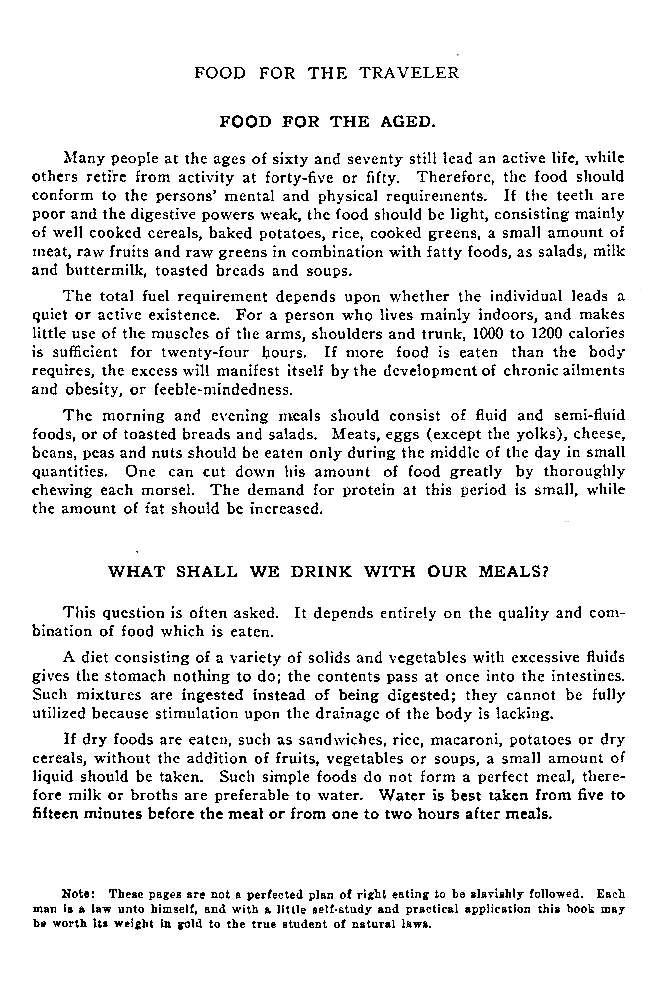 FOOD FOR THE TRAVELER
FOOD FOR THE AGED.
Many people at the ages of sixty and seventy still lead an active life, while
others retire from activity at forty-five or fifty. Therefore, the food should
conform to the persons' mental and physical requirements. If the teeth are
poor and the digestive powers weak, the food should be light, consisting mainly
of well cooked cereals, baked potatoes, rice, cooked greens, a small amount of
meat, raw fruits and raw greens in combination with fatty foods, as salads, milk
and buttermilk, toasted breads and soups.
The total fuel requirement depends upon whether the individual leads a
quiet or active existence. For a person who lives mainly indoors, and makes
little use of the muscles of the arms, shoulders and trunk, 1000 to 1200 calories
is sufficient for twenty-four hours. If more food is eaten than the body
requires, the excess will manifest itself by the development of chronic ailments
and obesity, or feeble-mindedness.
The morning and evening meals should consist of fluid and semi-fluid
foods, or of toasted breads and salads. Meats, eggs (except the yolks), cheese,
beans, peas and nuts should be eaten only during the middle of the day in small
quantities. One can cut down his amount of food greatly by thoroughly
chewing each morsel. The demand for protein at this period is small, while
the amount of fat should be increased.
WHAT SHALL WE DRINK WITH OUR MEALS?
This question is often asked. It depends entirely on the quality and com-
bination of food which is eaten.
A diet consisting of a variety of solids and vegetables with excessive fluids
gives the stomach nothing to do; the contents pass at once into the intestines.
Such mixtures are ingested instead of being digested; they cannot be fully
utilized because stimulation upon the drainage of the body is lacking.
If dry foods are eaten, such as sandwiches, rice, macaroni, potatoes or dry
cereals, without the addition of fruits, vegetables or soups, a small amount of
liquid should be taken. Such simple foods do not form a perfect meal, there-
fore milk or broths are preferable to water. Water is best taken from five to
fifteen minutes before the meal or from one to two hours after meals.
Note: These pages are not a perfected plan of right eating to be slavishly followed. Each
man is a law unto himself, and with a little self-study and practical application this book may
be worth its weight in gold to the true student of natural laws.